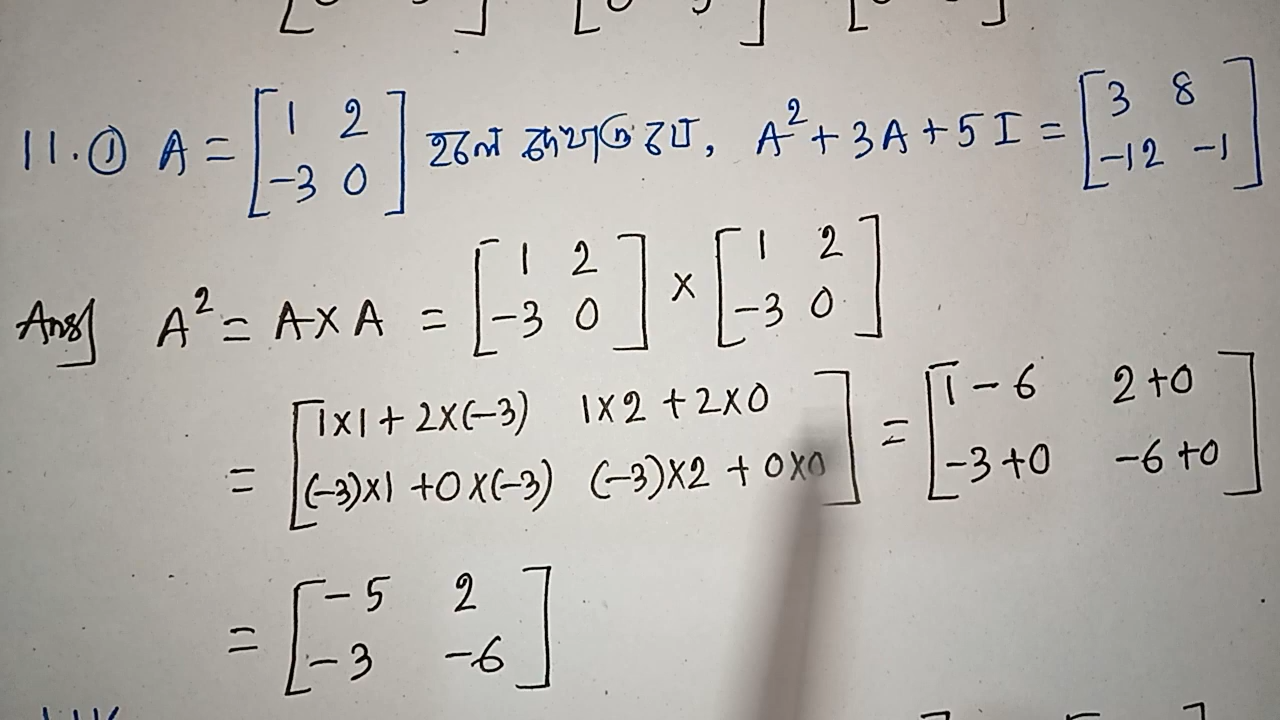 11.① A = [1 2 -3 0] হলে দেখাও যে, A² + 3A + 5I = [3 8 -12 -1]
Ans] A² = A×A = [1 2 -3 0] × [1 2 -3 0]
= [1×1 + 2×(-3) 1×2 + 2×0 (-3)×1 + 0×(-3) (-3)×2 + 0×0] = [1-6 2+0 -3+0 -6+0]
= [-5 2 -3 -6]